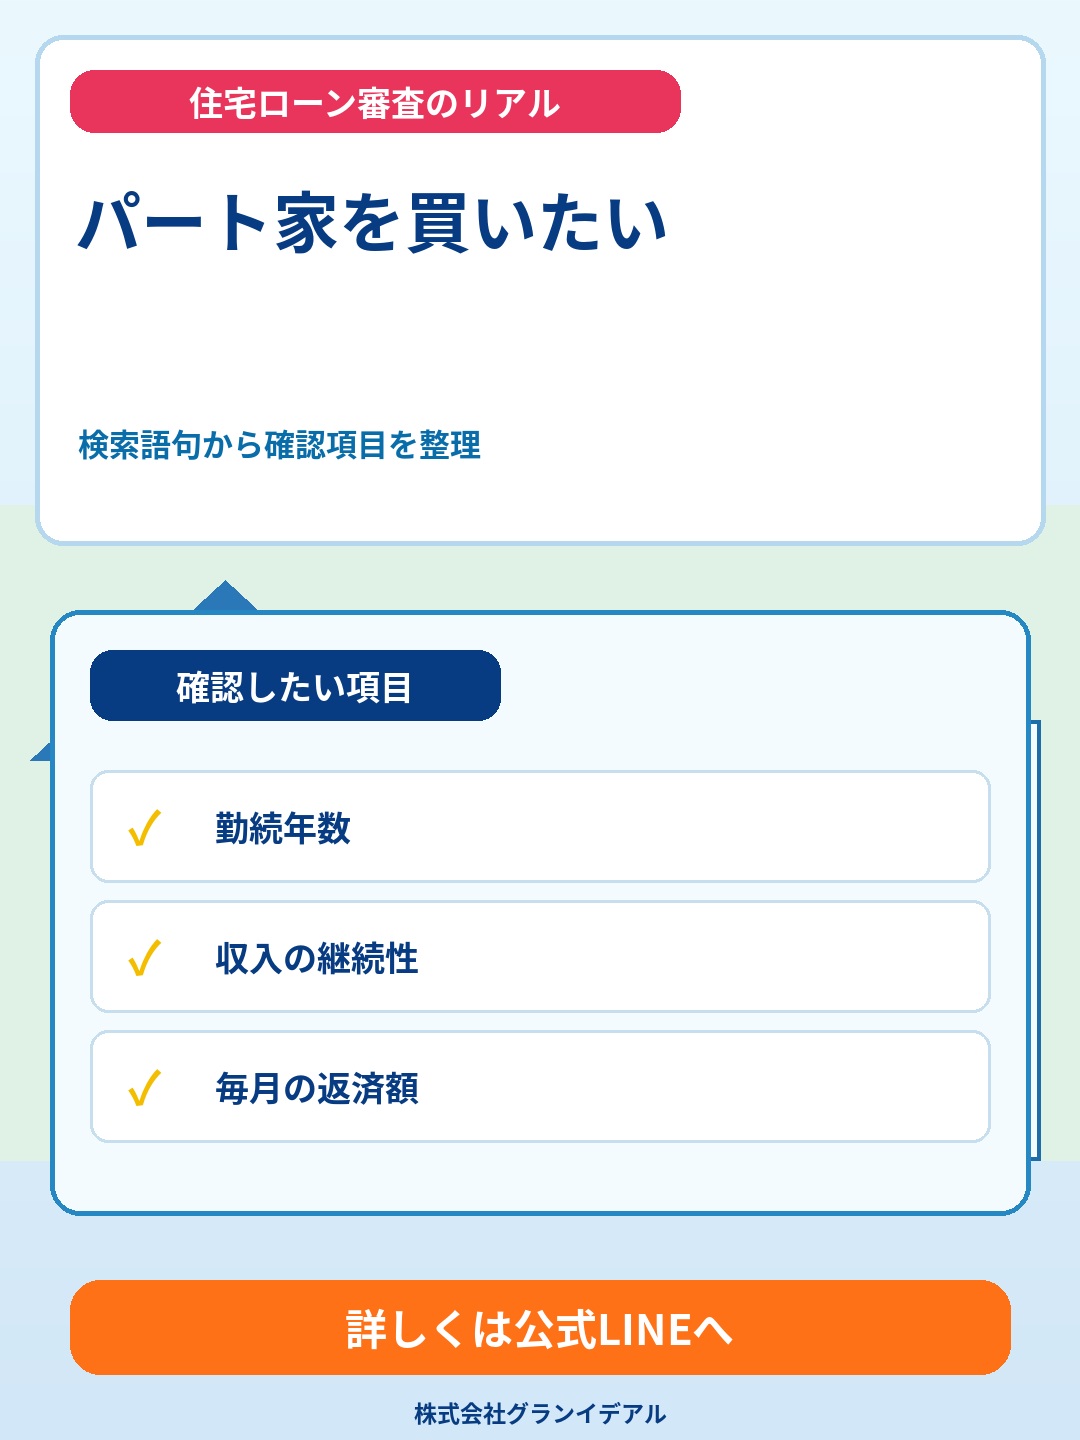 住宅ローン審査のリアル
パート家を買いたい
検索語句から確認項目を整理
確認したい項目
✓ 勤続年数
✓ 収入の継続性
✓ 毎月の返済額
詳しくは公式LINEへ
株式会社グランイデアル